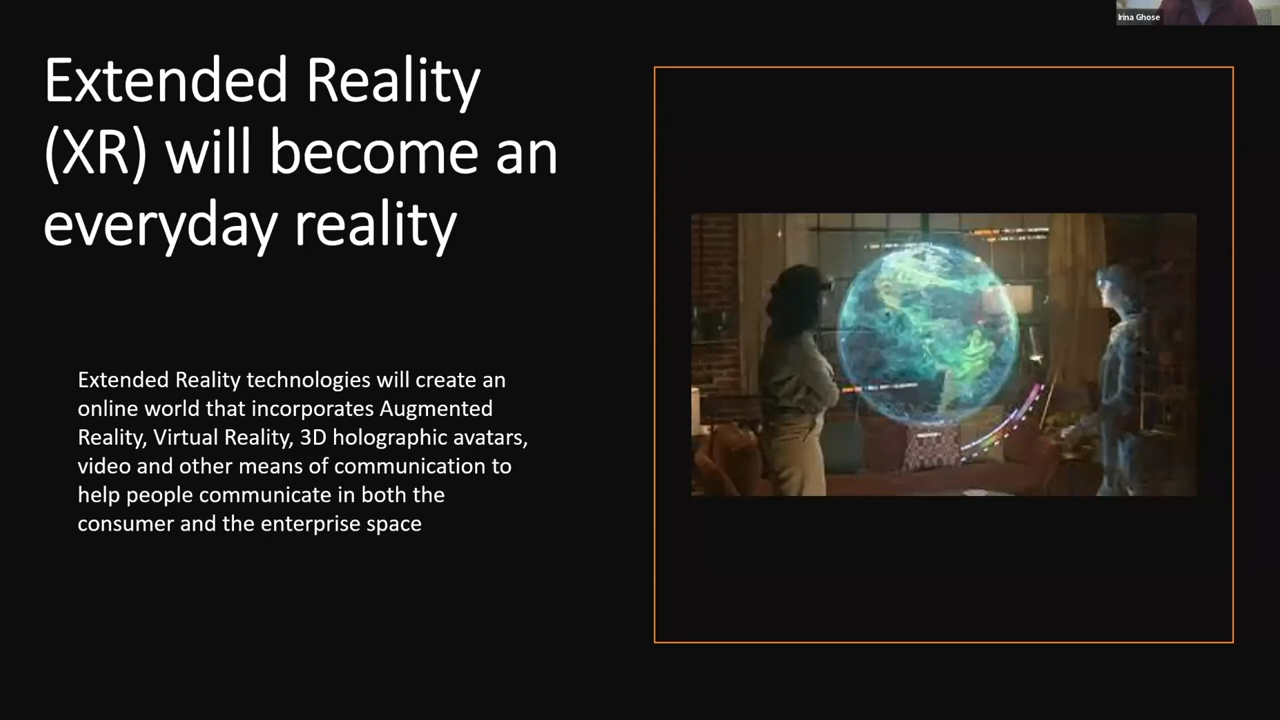 Irina Ghose
Extended Reality
(XR) will become an
everyday reality
Extended Reality technologies will create an
online world that incorporates Augmented
Reality, Virtual Reality, 3D holographic avatars,
video and other means of communication to
help people communicate in both the
consumer and the enterprise space